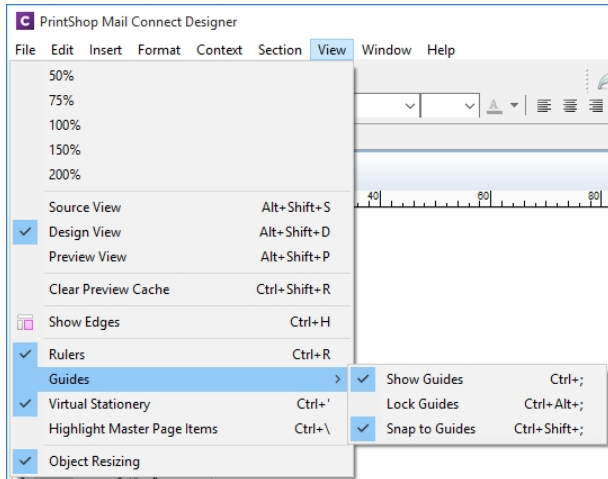 PrintShop Mail Connect Designer
File Edit Insert Format Context Section View Window Help
50%
75%
100%
150%
200%
40 60 80
Source View Alt+Shift+S
Design View Alt+Shift+D
Preview View Alt+Shift+P
Clear Preview Cache Ctrl+Shift+R
Show Edges Ctrl+H
Rulers Ctrl+R
Guides
Show Guides Ctrl+;
Virtual Stationery Ctrl+'
Lock Guides Ctrl+Alt+;
Highlight Master Page Items Ctrl+\
Snap to Guides Ctrl+Shift+;
Object Resizing